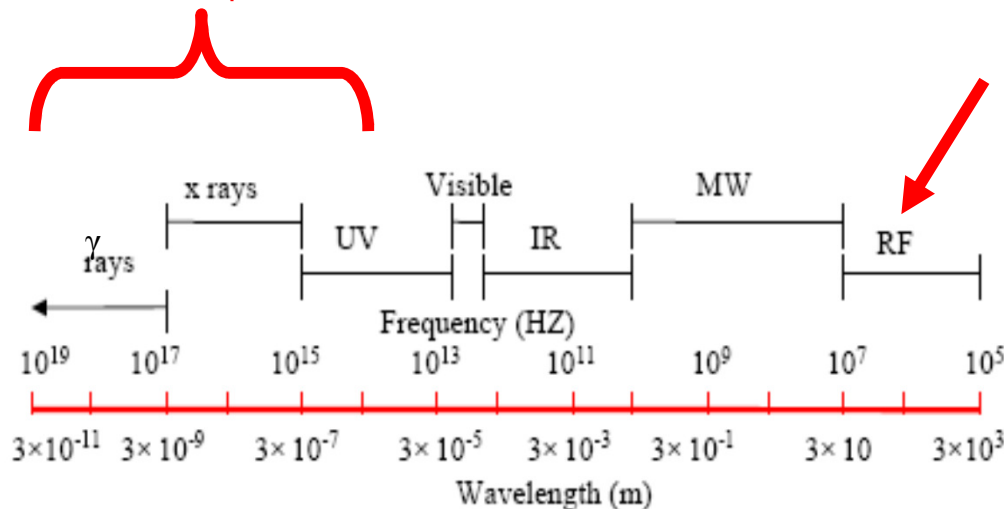 x rays
Visible
MW
γ
rays
UV
IR
RF
Frequency (HZ)
10¹⁹ 10¹⁷ 10¹⁵ 10¹³ 10¹¹ 10⁹ 10⁷ 10⁵
3×10⁻¹¹ 3×10⁻⁹ 3×10⁻⁷ 3×10⁻⁵ 3×10⁻³ 3×10⁻¹ 3×10 3×10³
Wavelength (m)